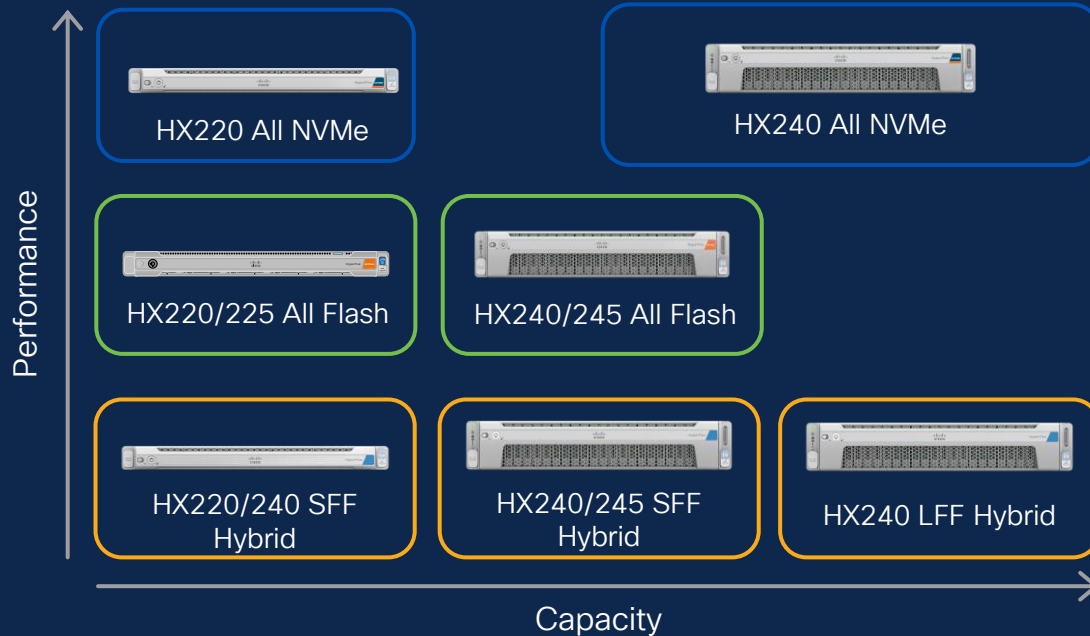 HX220 All NVMe
HX240 All NVMe
Performance
HX220/225 All Flash
HX240/245 All Flash
HX220/240 SFF
Hybrid
HX240/245 SFF
Hybrid
HX240 LFF Hybrid
Capacity